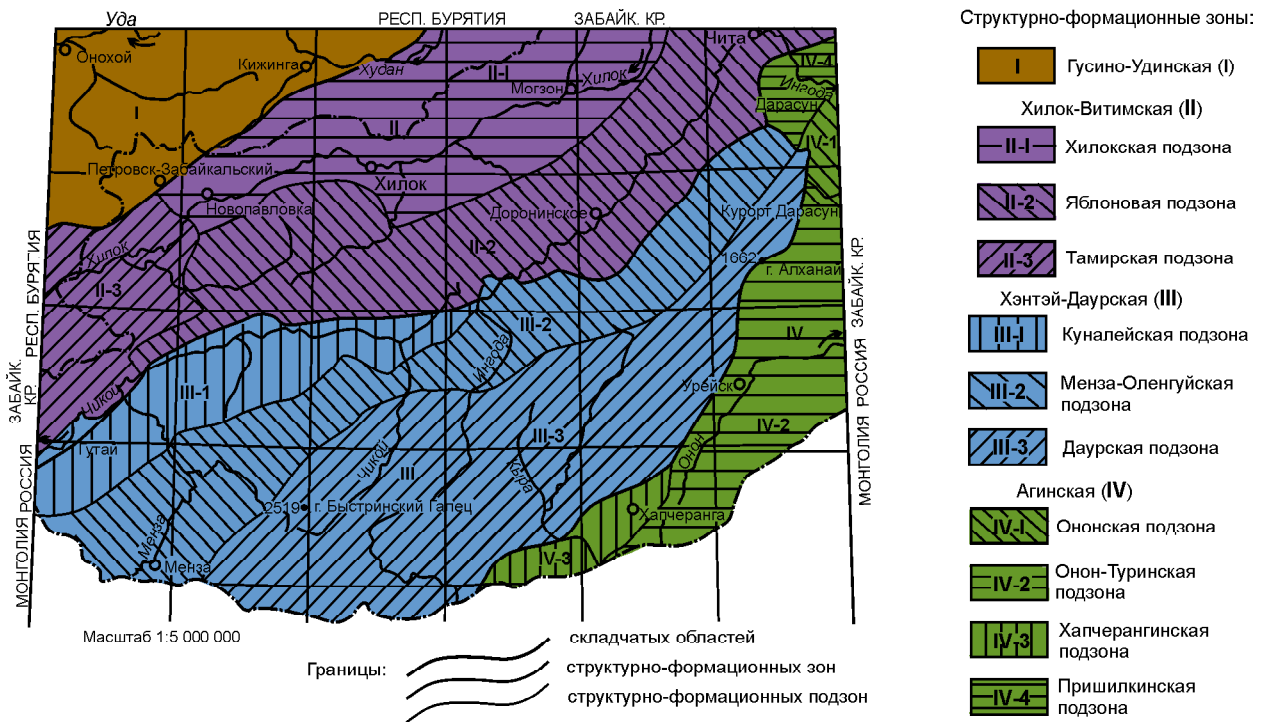 Уда
РЕСП. БУРЯТИЯ
ЗАБАЙК. КР.
Онохой
Кижинга
Худан
II-I
Хилок
Могзон
Чита
IV-4
Ингода
Дарасун
I
II
IV-1
Петровск-Забайкальский
Хилок
Новопавловка
Доронинское
Курорт Дарасун
II-2
Хилок
1662
г. Алханай
II-3
III-2
IV
Ингода
Чикой
III-1
Урейск
IV-2
Гутай
III-3
Чикой
III
Кыра
Онон
2519 г. Быстринский Галец
Хапчеранга
Менза
Менза
IV-3
РЕСП. БУРЯТИЯ
ЗАБАЙК.
КР.
МОНГОЛИЯ РОССИЯ
ЗАБАЙК. КР.
МОНГОЛИЯ РОССИЯ
Масштаб 1:5 000 000
Границы:
складчатых областей
структурно-формационных зон
структурно-формационных подзон
Структурно-формационные зоны:
I Гусино-Удинская (I)
Хилок-Витимская (II)
II-I Хилокская подзона
II-2 Яблоновая подзона
II-3 Тамирская подзона
Хэнтэй-Даурская (III)
III-I Куналейская подзона
III-2 Менза-Оленгуйская
подзона
III-3 Даурская подзона
Агинская (IV)
IV-I Ононская подзона
IV-2 Онон-Туринская
подзона
IV-3 Хапчерангинская
подзона
IV-4 Пришилкинская
подзона